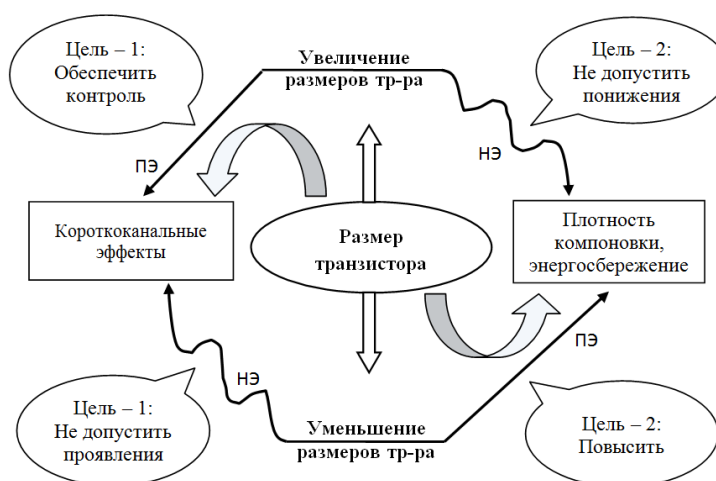 Цель – 1:
Обеспечить
контроль
Увеличение
размеров тр-ра
Цель – 2:
Не допустить
понижения
ПЭ
НЭ
Короткоканальные
эффекты
Размер
транзистора
Плотность
компоновки,
энергосбережение
НЭ
ПЭ
Цель – 1:
Не допустить
проявления
Уменьшение
размеров тр-ра
Цель – 2:
Повысить